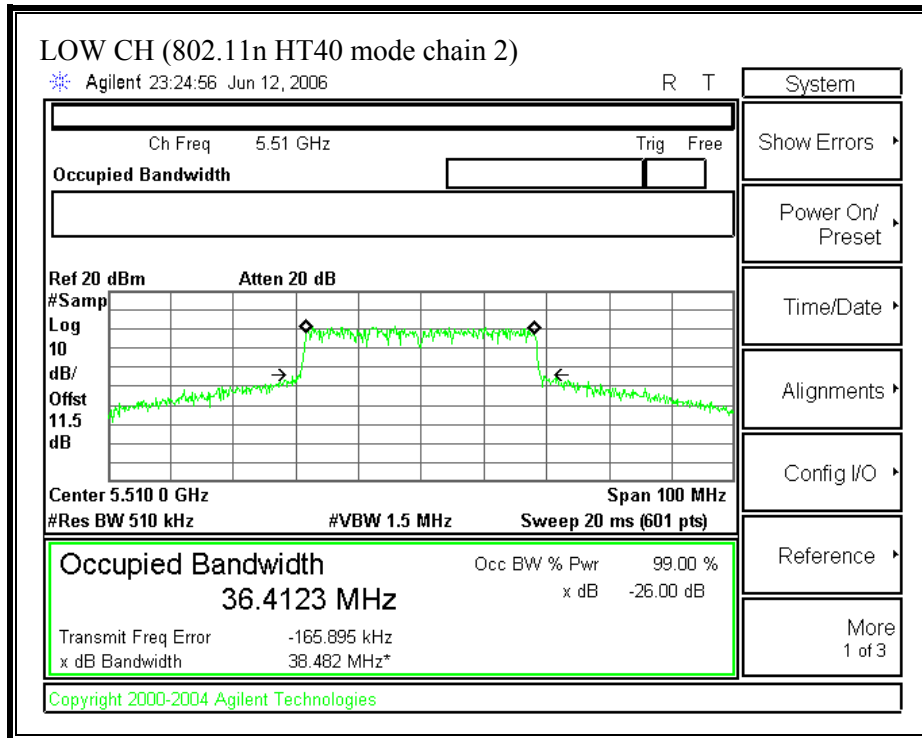 LOW CH (802.11n HT40 mode chain 2)
Agilent 23:24:56 Jun 12, 2006 R T
Ch Freq 5.51 GHz Trig Free
Occupied Bandwidth
Ref 20 dBm Atten 20 dB
#Samp
Log
10
dB/
Offst
11.5
dB
Center 5.510 0 GHz Span 100 MHz
#Res BW 510 kHz #VBW 1.5 MHz Sweep 20 ms (601 pts)
Occupied Bandwidth
36.4123 MHz
Occ BW % Pwr 99.00 %
x dB -26.00 dB
Transmit Freq Error -165.895 kHz
x dB Bandwidth 38.482 MHz*
Copyright 2000-2004 Agilent Technologies
System
Show Errors
Power On/
Preset
Time/Date
Alignments
Config I/O
Reference
More
1 of 3